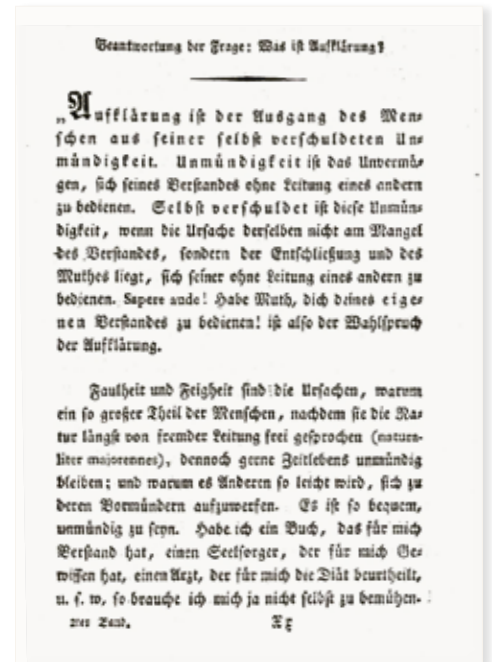 Beantwortung der Frage: Was ist Aufklärung?
„Aufklärung ist der Ausgang des Men-
schen aus seiner selbst verschuldeten Un-
mündigkeit. Unmündigkeit ist das Unvermö-
gen, sich seines Verstandes ohne Leitung eines andern
zu bedienen. Selbst verschuldet ist diese Unmün-
digkeit, wenn die Ursache derselben nicht am Mangel
des Verstandes, sondern der Entschließung und des
Muthes liegt, sich seiner ohne Leitung eines andern zu
bedienen. Sapere aude! Habe Muth, dich deines eige-
nen Verstandes zu bedienen! ist also der Wahlspruch
der Aufklärung.
Faulheit und Feigheit sind die Ursachen, warum
ein so großer Theil der Menschen, nachdem sie die Na-
tur längst von fremder Leitung frei gesprochen (natura-
liter majorennes), dennoch gerne Zeitlebens unmündig
bleiben; und warum es Anderen so leicht wird, sich zu
deren Vormündern aufzuwerfen. Es ist so bequem,
unmündig zu seyn. Habe ich ein Buch, das für mich
Verstand hat, einen Seelsorger, der für mich Ge-
wissen hat, einen Arzt, der für mich die Diät beurtheilt,
u. s. w, so brauche ich mich ja nicht selbst zu bemühen.
2ter Band. Xx